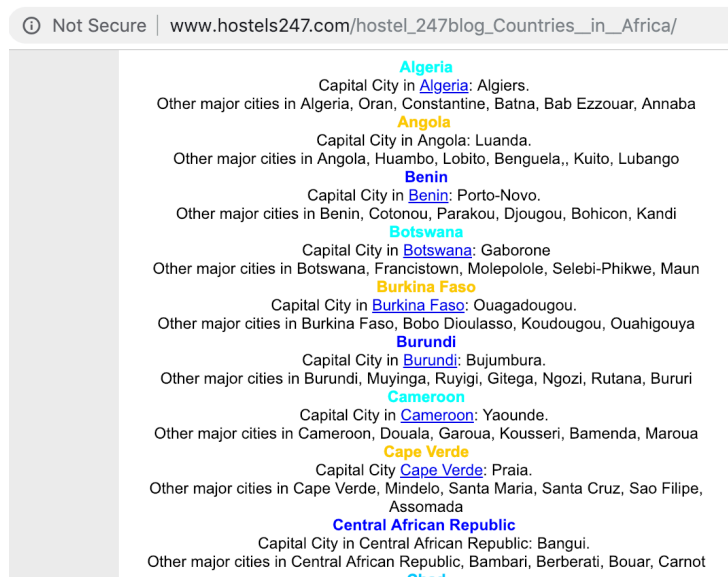 Not Secure | www.hostels247.com/hostel_247blog_Countries__in__Africa/
Algeria
Capital City in Algeria: Algiers.
Other major cities in Algeria, Oran, Constantine, Batna, Bab Ezzouar, Annaba
Angola
Capital City in Angola: Luanda.
Other major cities in Angola, Huambo, Lobito, Benguela,, Kuito, Lubango
Benin
Capital City in Benin: Porto-Novo.
Other major cities in Benin, Cotonou, Parakou, Djougou, Bohicon, Kandi
Botswana
Capital City in Botswana: Gaborone
Other major cities in Botswana, Francistown, Molepolole, Selebi-Phikwe, Maun
Burkina Faso
Capital City in Burkina Faso: Ouagadougou.
Other major cities in Burkina Faso, Bobo Dioulasso, Koudougou, Ouahigouya
Burundi
Capital City in Burundi: Bujumbura.
Other major cities in Burundi, Muyinga, Ruyigi, Gitega, Ngozi, Rutana, Bururi
Cameroon
Capital City in Cameroon: Yaounde.
Other major cities in Cameroon, Douala, Garoua, Kousseri, Bamenda, Maroua
Cape Verde
Capital City Cape Verde: Praia.
Other major cities in Cape Verde, Mindelo, Santa Maria, Santa Cruz, Sao Filipe,
Assomada
Central African Republic
Capital City in Central African Republic: Bangui.
Other major cities in Central African Republic, Bambari, Berberati, Bouar, Carnot
Chad